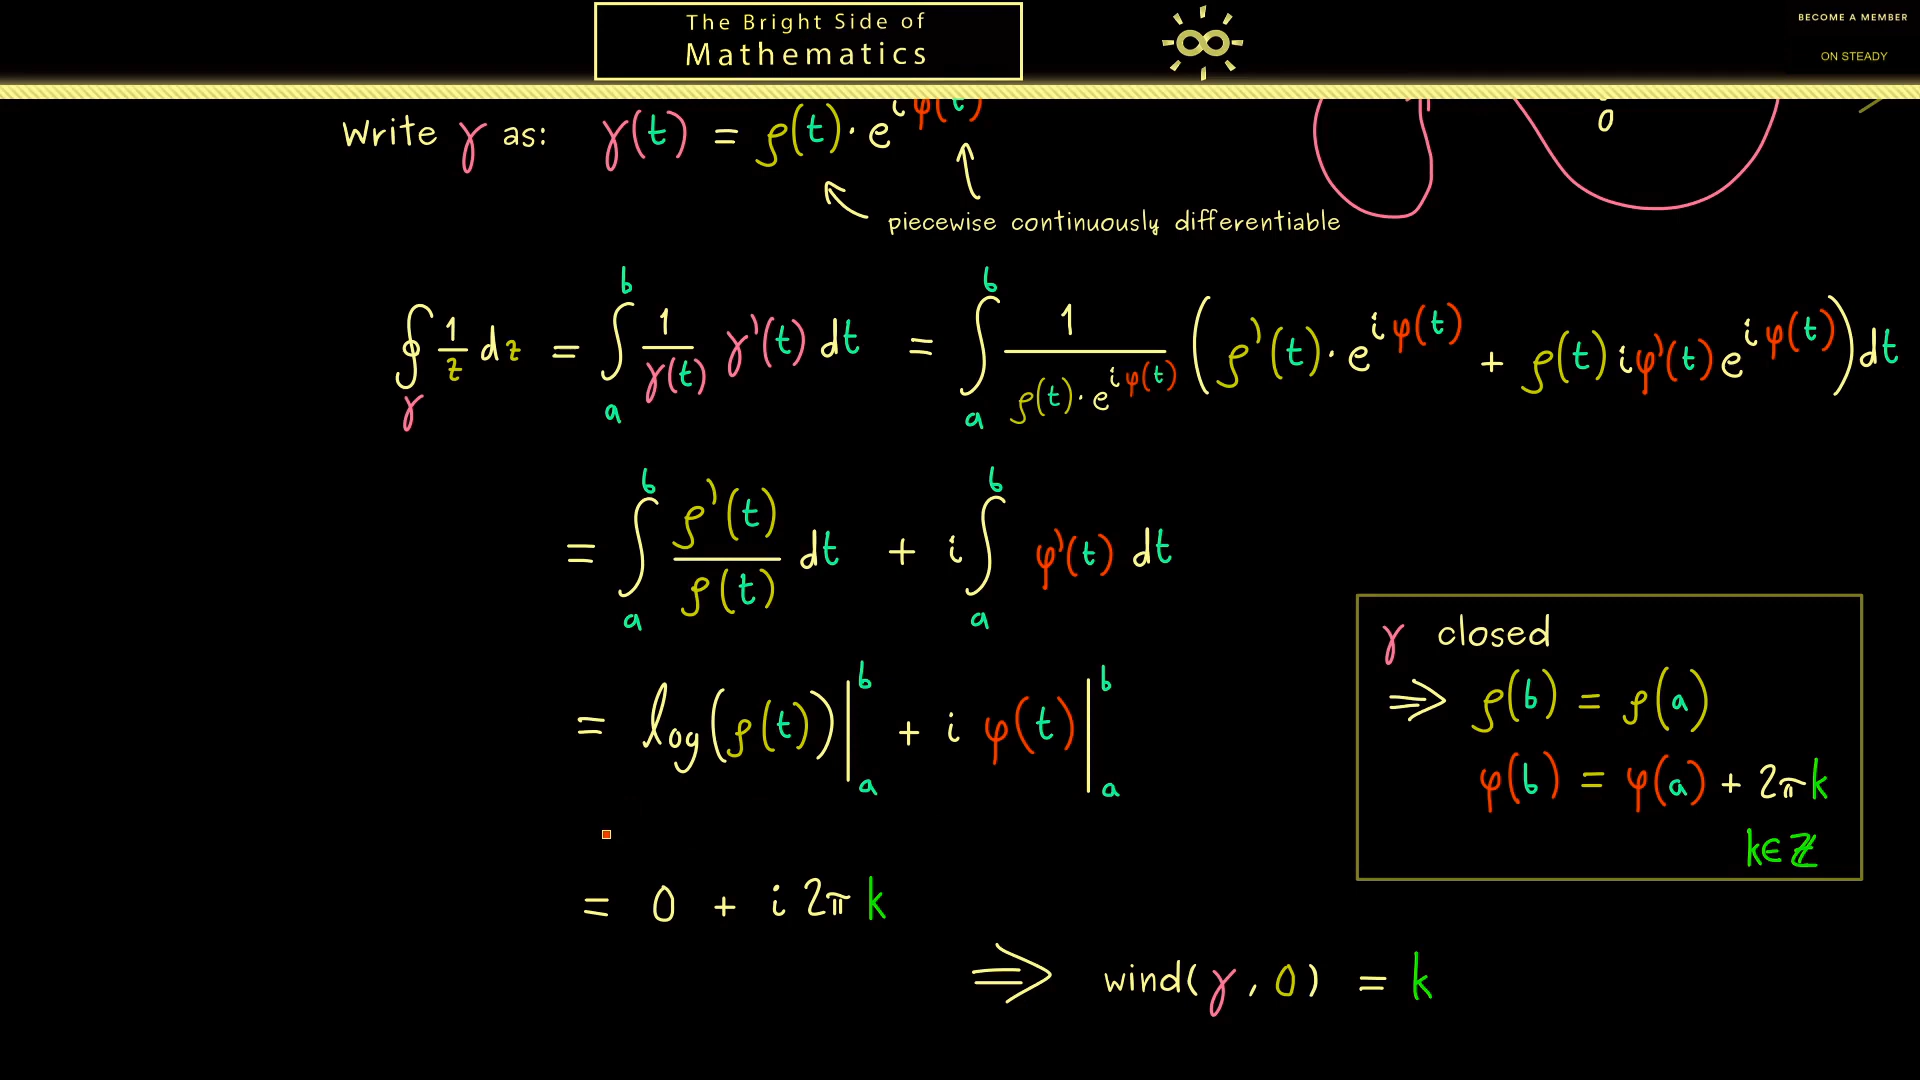 The Bright Side of
Mathematics
BECOME A MEMBER
ON STEADY
Write γ as: γ(t) = ρ(t) · e^{iφ(t)}
0
piecewise continuously differentiable
∮_γ 1/z dz = ∫_a^b 1/γ(t) γ'(t) dt = ∫_a^b 1/(ρ(t)·e^{iφ(t)}) (ρ'(t)·e^{iφ(t)} + ρ(t) iφ'(t) e^{iφ(t)}) dt
= ∫_a^b ρ'(t)/ρ(t) dt + i ∫_a^b φ'(t) dt
γ closed
⇒ ρ(b) = ρ(a)
φ(b) = φ(a) + 2πk
k∈ℤ
= log(ρ(t))|_a^b + i φ(t)|_a^b
= 0 + i 2π k
⇒ wind(γ, 0) = k